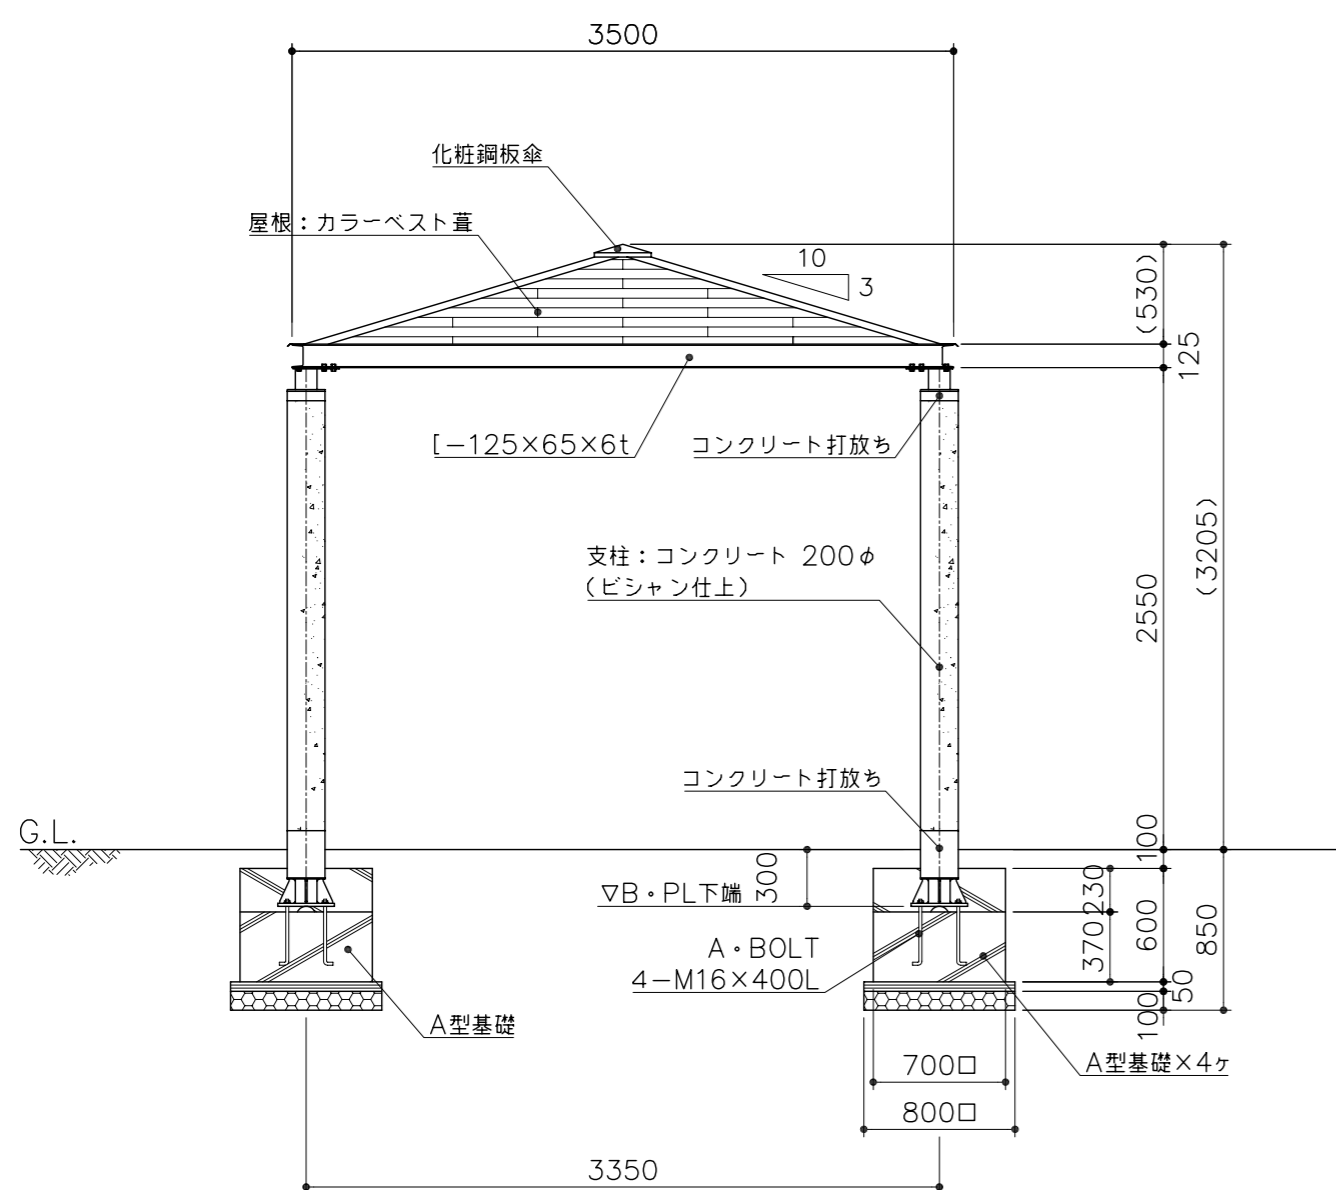 3500
化粧鋼板傘
屋根：カラーベスト葺
10
3
(530)
125
[－125×65×6t
コンクリート打放ち
支柱：コンクリート 200φ
(ビシャン仕上)
(3205)
2550
コンクリート打放ち
G.L.
100
300
▽B・PL下端
230
370
600
850
A・BOLT
4－M16×400L
50
100
A型基礎
700□
A型基礎×4ヶ
800□
3350